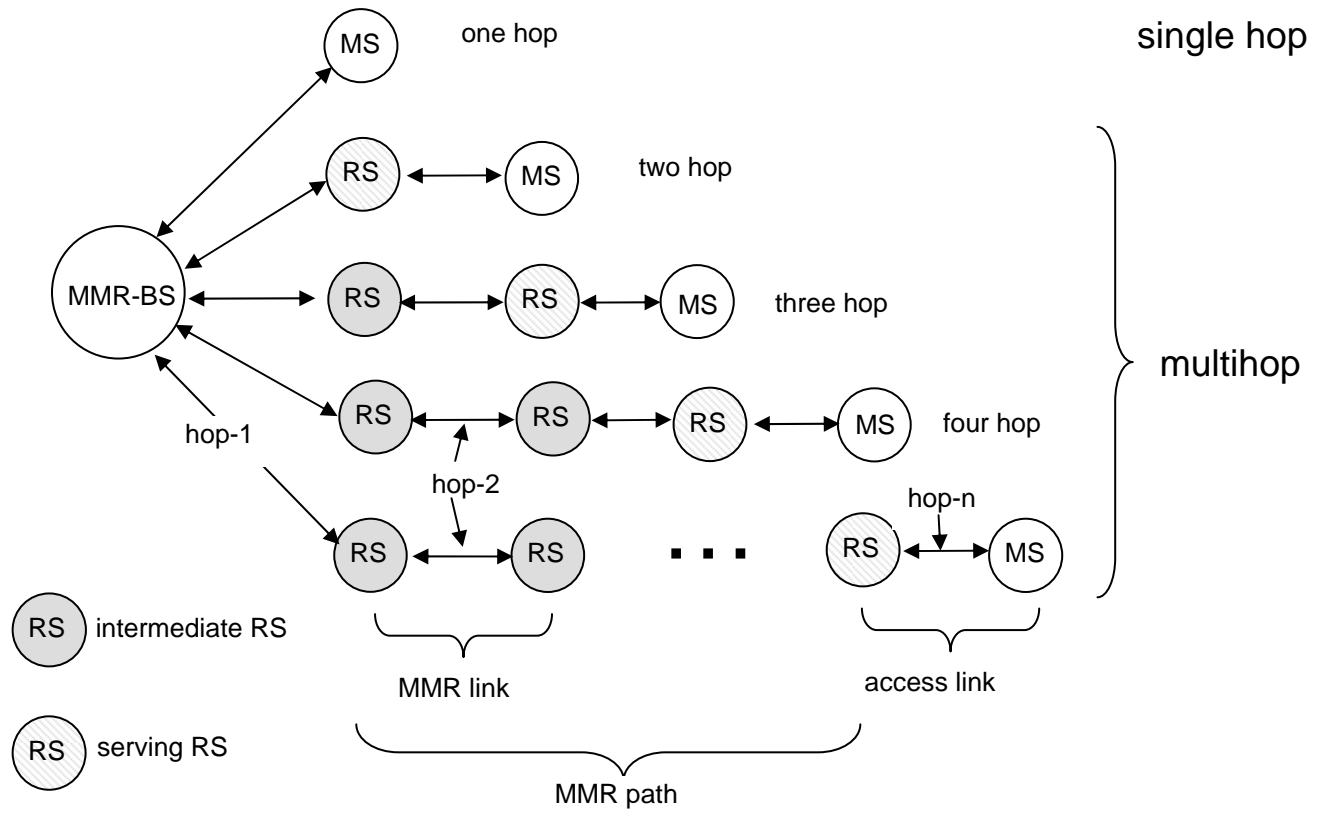 MS
one hop
single hop
RS
MS
two hop
MMR-BS
RS
RS
MS
three hop
multihop
RS
RS
RS
MS
four hop
hop-1
hop-2
hop-n
RS
RS
RS
MS
RS
intermediate RS
MMR link
access link
RS
serving RS
MMR path